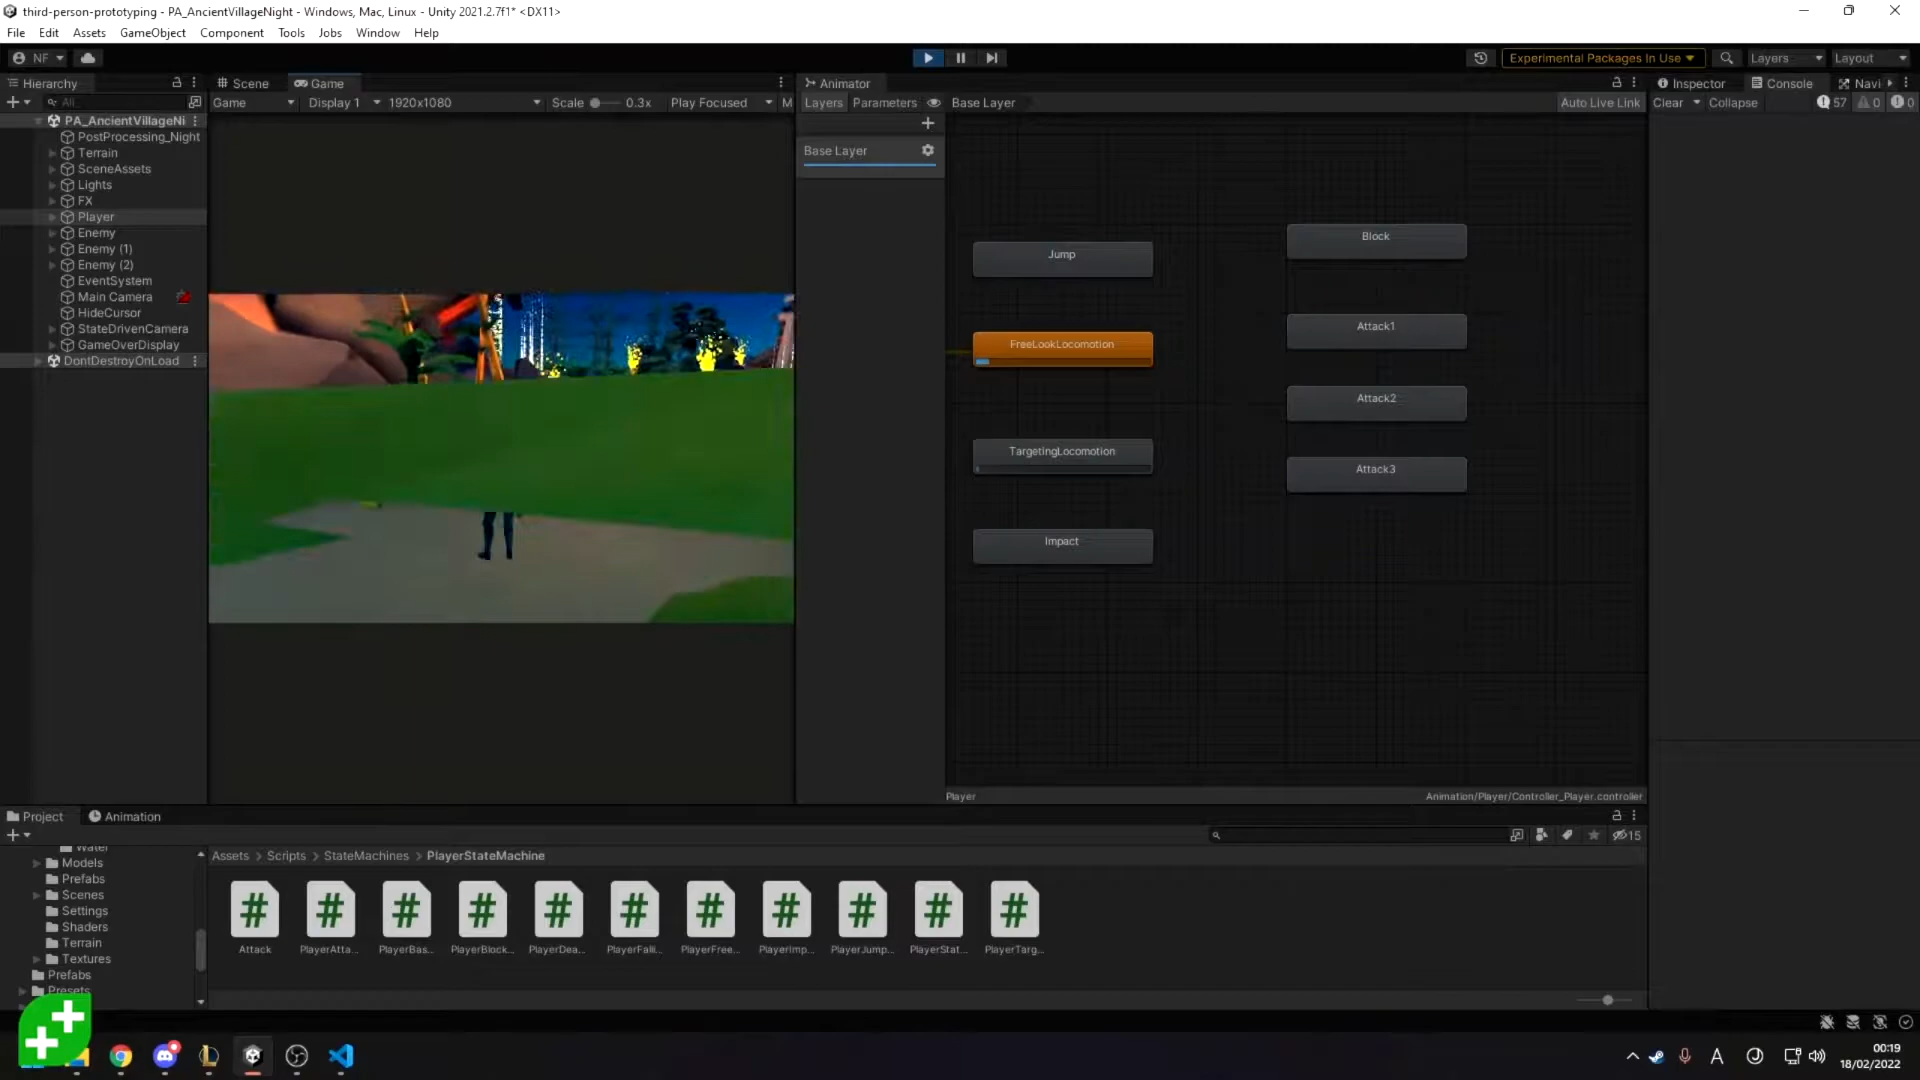 third-person-prototyping - PA_AncientVillageNight - Windows, Mac, Linux - Unity 2021.2.7f1* <DX11>
File Edit Assets GameObject Component Tools Jobs Window Help
NF
Experimental Packages In Use
Layers
Layout
Hierarchy
All
PA_AncientVillageNi
PostProcessing_Night
Terrain
SceneAssets
Lights
FX
Player
Enemy
Enemy (1)
Enemy (2)
EventSystem
Main Camera
HideCursor
StateDrivenCamera
GameOverDisplay
DontDestroyOnLoad
Scene
Game
Game
Display 1
1920x1080
Scale
0.3x
Play Focused
M
Animator
Layers
Parameters
Base Layer
Auto Live Link
Base Layer
Jump
FreeLookLocomotion
TargetingLocomotion
Impact
Block
Attack1
Attack2
Attack3
Player
Animation/Player/Controller_Player.controller
Inspector
Console
Navi
Clear
Collapse
57
0
0
Project
Animation
15
Water
Models
Prefabs
Scenes
Settings
Shaders
Terrain
Textures
Prefabs
Presets
Assets > Scripts > StateMachines > PlayerStateMachine
Attack
PlayerAtta...
PlayerBas...
PlayerBlock...
PlayerDea...
PlayerFalli...
PlayerFree...
PlayerImp...
PlayerJump...
PlayerStat...
PlayerTarg...
A
00:19
18/02/2022